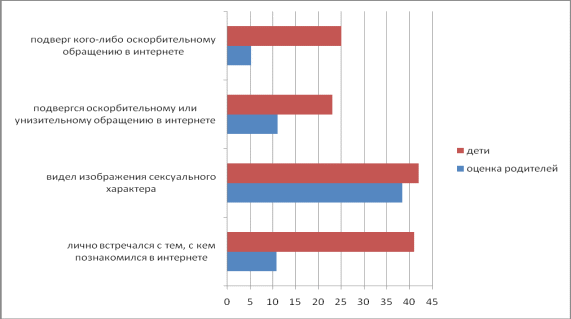 подверг кого-либо оскорбительному
обращению в интернете
подвергся оскорбительному или
унизительному обращению в интернете
видел изображения сексуального
характера
лично встречался с тем, с кем
познакомился в интернете
дети
оценка родителей
0 5 10 15 20 25 30 35 40 45